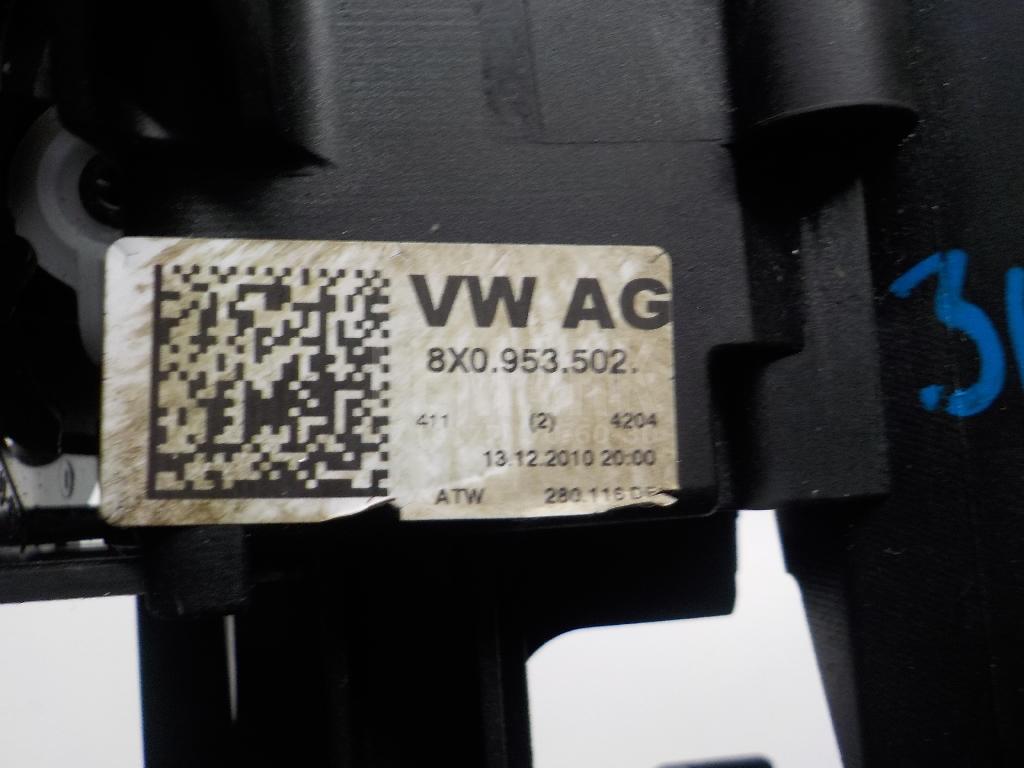 VW AG
8X0.953.502.
411 (2) 4204
13.12.2010 20:00
ATW 280.116